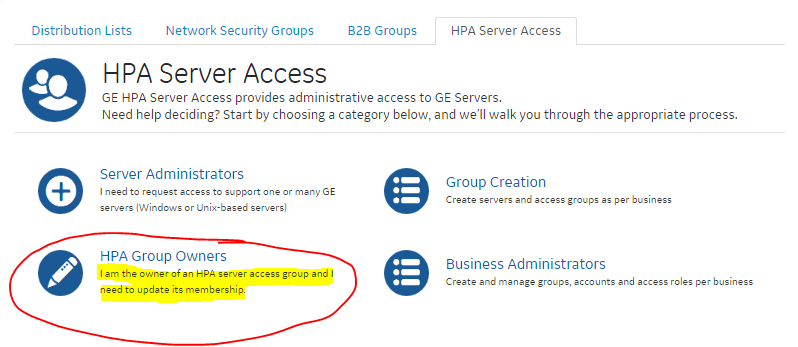 Distribution Lists Network Security Groups B2B Groups HPA Server Access
HPA Server Access
GE HPA Server Access provides administrative access to GE Servers.
Need help deciding? Start by choosing a category below, and we'll walk you through the appropriate process.
Server Administrators
I need to request access to support one or many GE
servers (Windows or Unix-based servers)
Group Creation
Create servers and access groups as per business
HPA Group Owners
I am the owner of an HPA server access group and I
need to update its membership.
Business Administrators
Create and manage groups, accounts and access roles per business